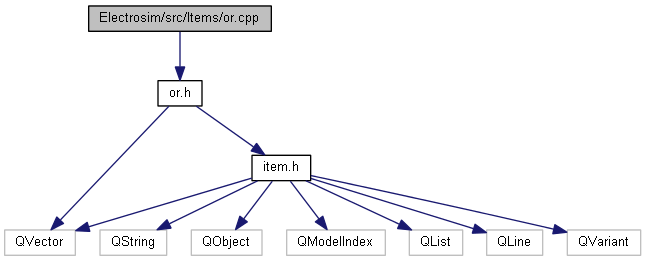 Electrosim/src/Items/or.cpp
or.h
item.h
QVector
QString
QObject
QModelIndex
QList
QLine
QVariant